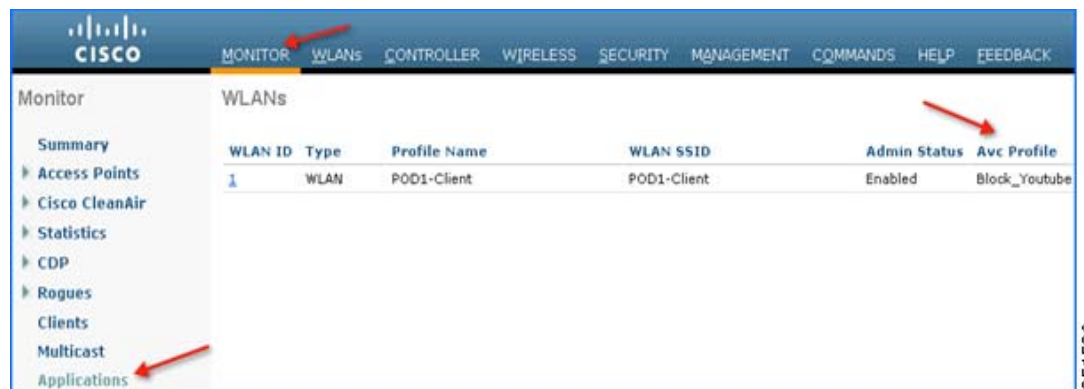 CISCO
MONITOR WLANs CONTROLLER WIRELESS SECURITY MANAGEMENT COMMANDS HELP FEEDBACK
Monitor
Summary
Access Points
Cisco CleanAir
Statistics
CDP
Rogues
Clients
Multicast
Applications
WLANs
WLAN ID Type Profile Name WLAN SSID Admin Status Avc Profile
1 WLAN POD1-Client POD1-Client Enabled Block_Youtube